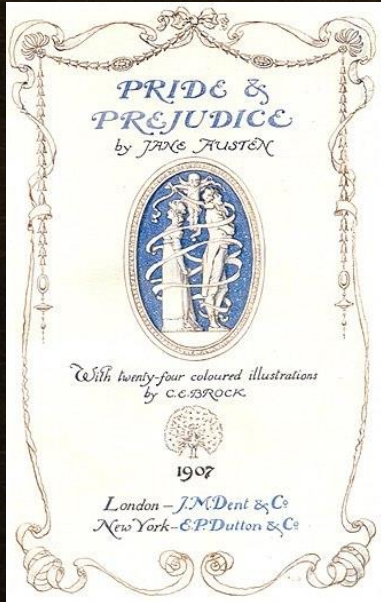 PRIDE &
PREJUDICE
by JANE AUSTEN
With twenty-four coloured illustrations
by C.E.BROCK.
1907
London – J.M.Dent & Co
New York – E.P.Dutton & Co